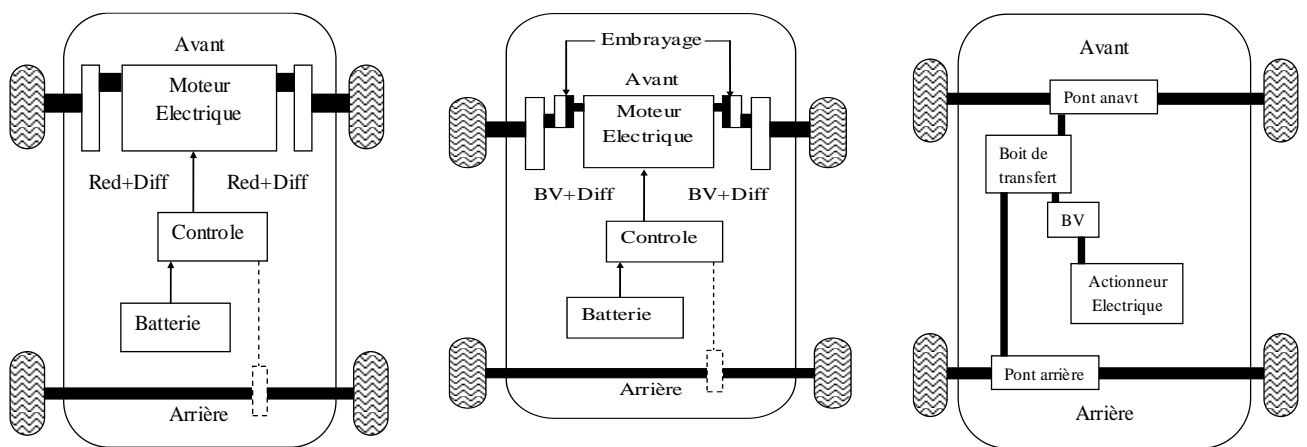 Avant
Moteur
Electrique
Red+Diff
Red+Diff
Controle
Batterie
Arrière
Embrayage
Avant
Moteur
Electrique
BV+Diff
BV+Diff
Controle
Batterie
Arrière
Avant
Pont anavt
Boit de
transfert
BV
Actionneur
Electrique
Pont arrière
Arrière